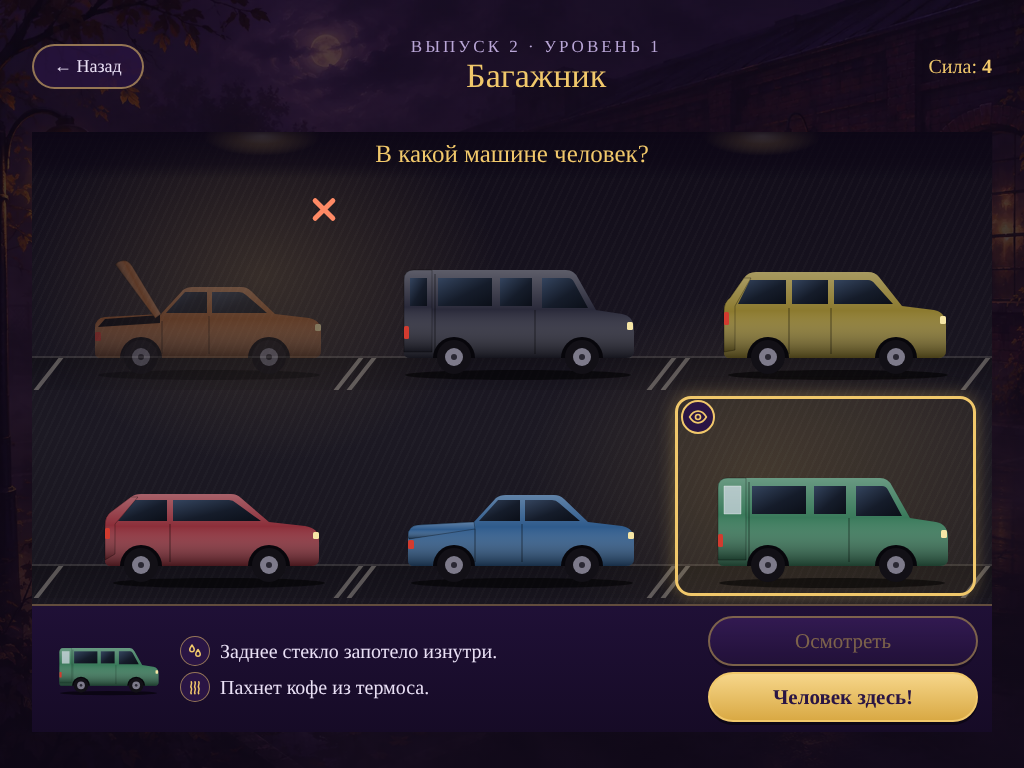 ← Назад
ВЫПУСК 2 · УРОВЕНЬ 1
Багажник
Сила: 4
В какой машине человек?
Заднее стекло запотело изнутри.
Пахнет кофе из термоса.
Осмотреть
Человек здесь!